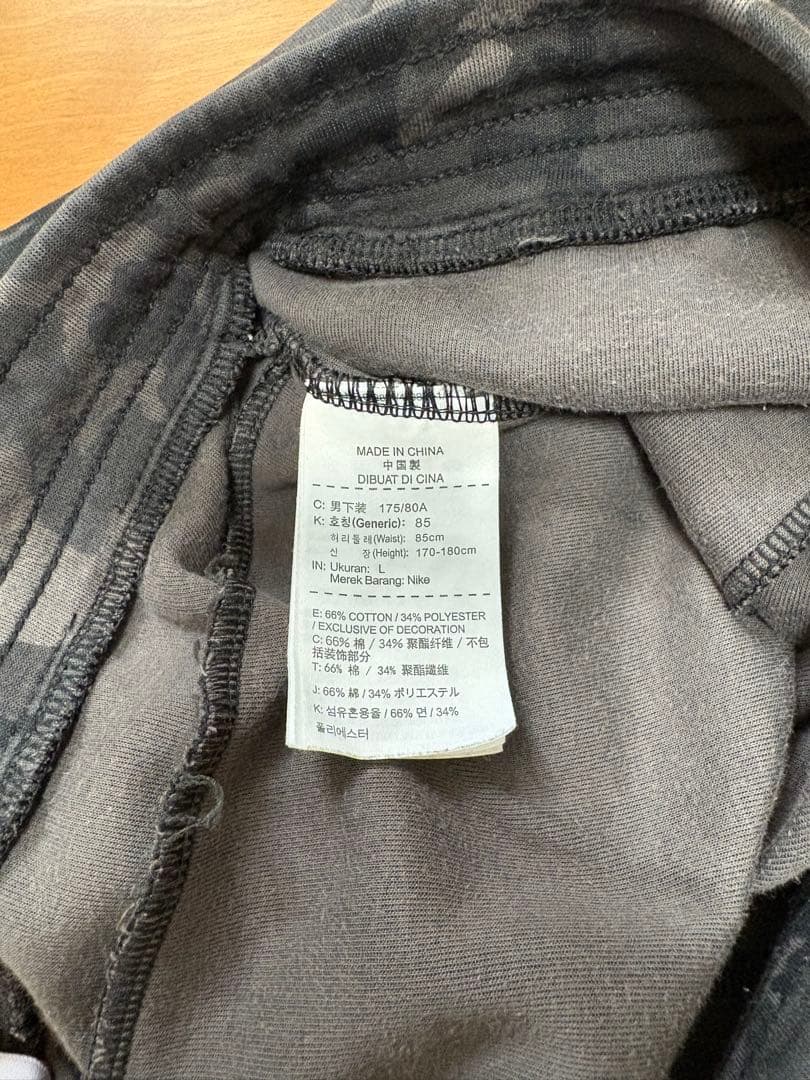 MADE IN CHINA
中国製
DIBUAT DI CINA
C: 男下装 175/80A
K: 호칭(Generic): 85
허리둘레(Waist): 85cm
신 장(Height): 170-180cm
IN: Ukuran: L
Merek Barang: Nike
E: 66% COTTON / 34% POLYESTER
/ EXCLUSIVE OF DECORATION
C: 66% 棉 / 34% 聚酯纤维 / 不包
括装饰部分
T: 66% 棉 / 34% 聚酯纖維
J: 66% 綿 / 34% ポリエステル
K: 섬유혼용율 / 66% 면 / 34%
폴리에스터